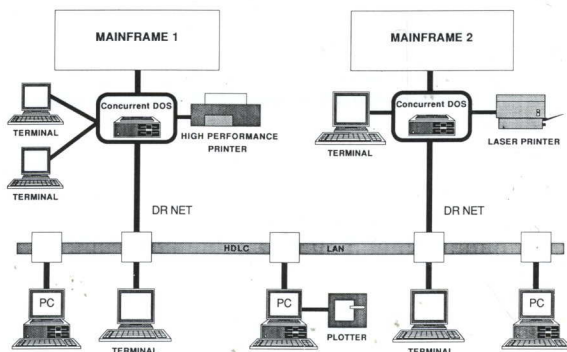 MAINFRAME 1
MAINFRAME 2
Concurrent DOS
Concurrent DOS
TERMINAL
HIGH PERFORMANCE
PRINTER
TERMINAL
LASER PRINTER
TERMINAL
DR NET
DR NET
HDLC LAN
PC
PC
PC
PLOTTER
TERMINAL
TERMINAL